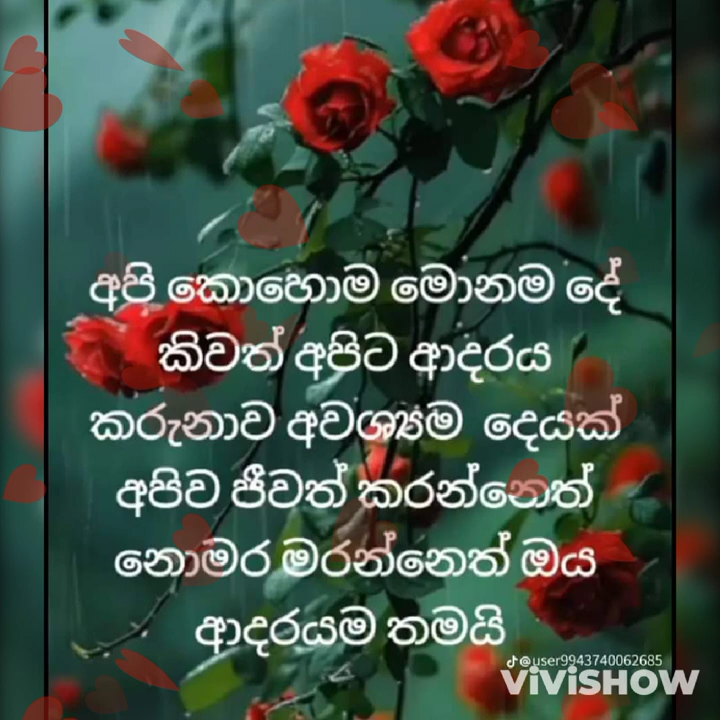 අපි කොහොම මොනම දේ
කිවත් අපිට ආදරය
කරුනාව අවශ්‍යම දෙයක්
අපිව ජීවත් කරන්නෙත්
නොමර මරන්නෙත් ඔය
ආදරයම තමයි
@user9943740062685
ViViSHOW